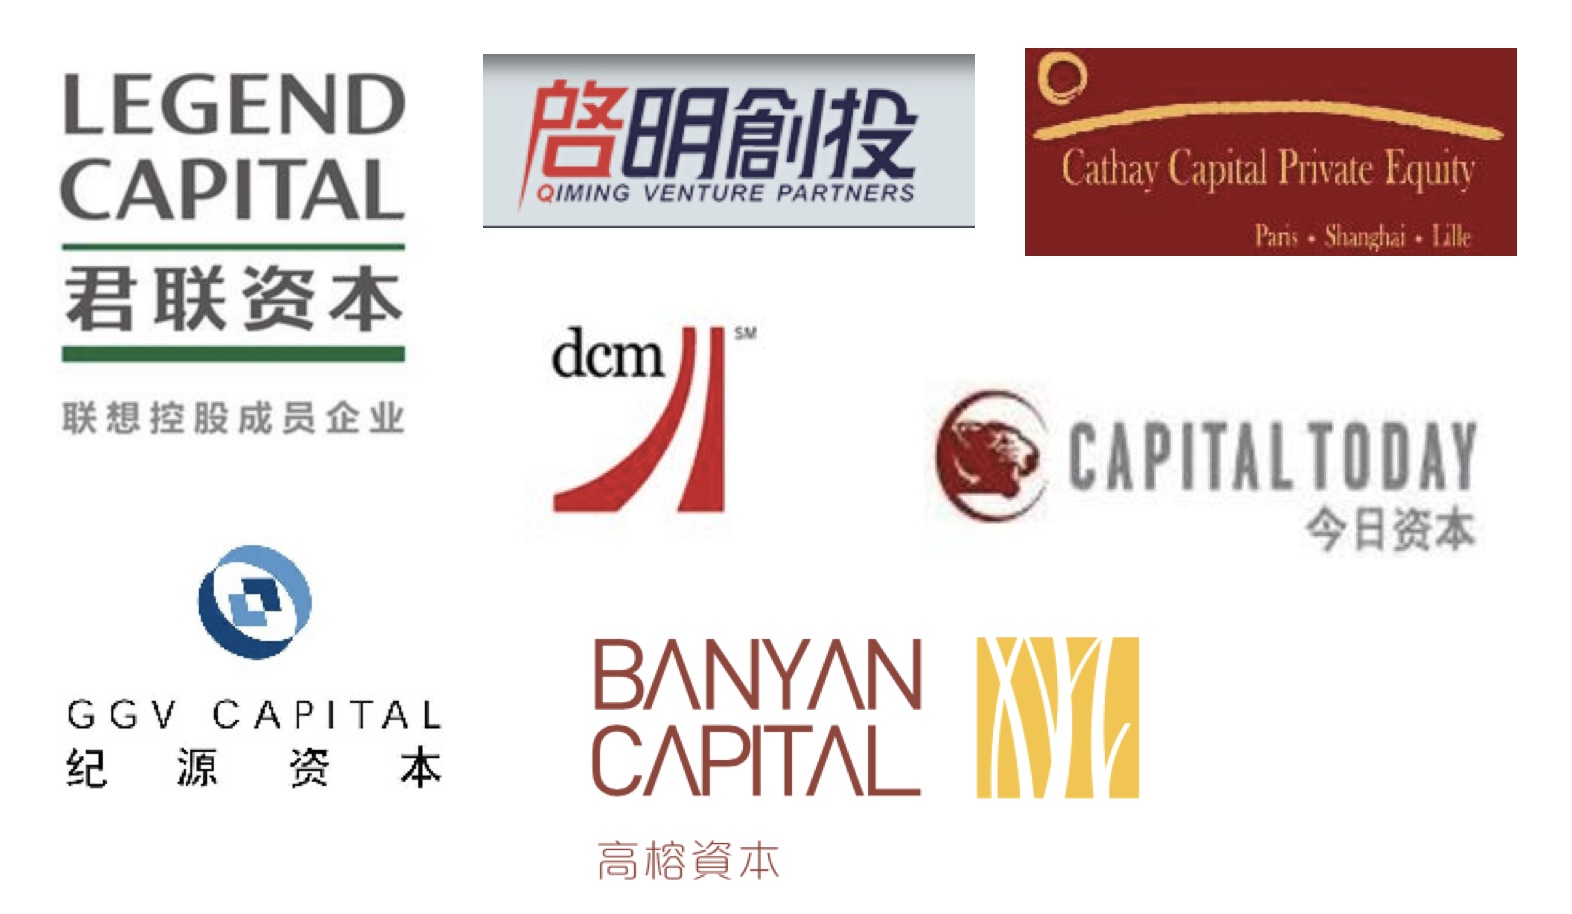 LEGEND
CAPITAL
君联资本
联想控股成员企业
啓明創投
QIMING VENTURE PARTNERS
Cathay Capital Private Equity
Paris • Shanghai • Lille
dcm SM
CAPITAL TODAY
今日资本
GGV CAPITAL
纪源资本
BANYAN
CAPITAL
高榕資本